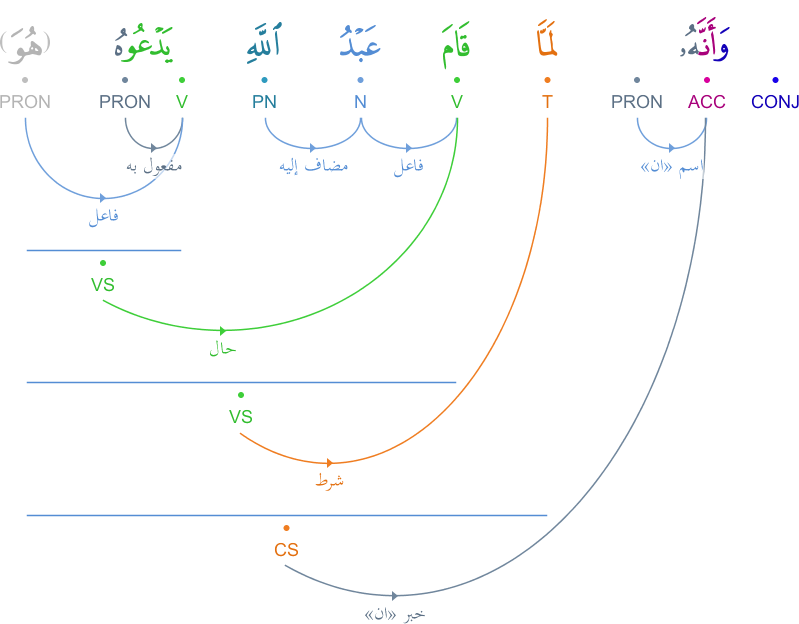 وَأَنَّهُۥ لَمَّا قَامَ عَبْدُ ٱللَّهِ يَدْعُوهُ (هُوَ)
CONJ ACC PRON T V N PN V PRON PRON
اسم «ان» فاعل مضاف إليه مفعول به
فاعل
VS
حال
VS
شرط
CS
خبر «ان»